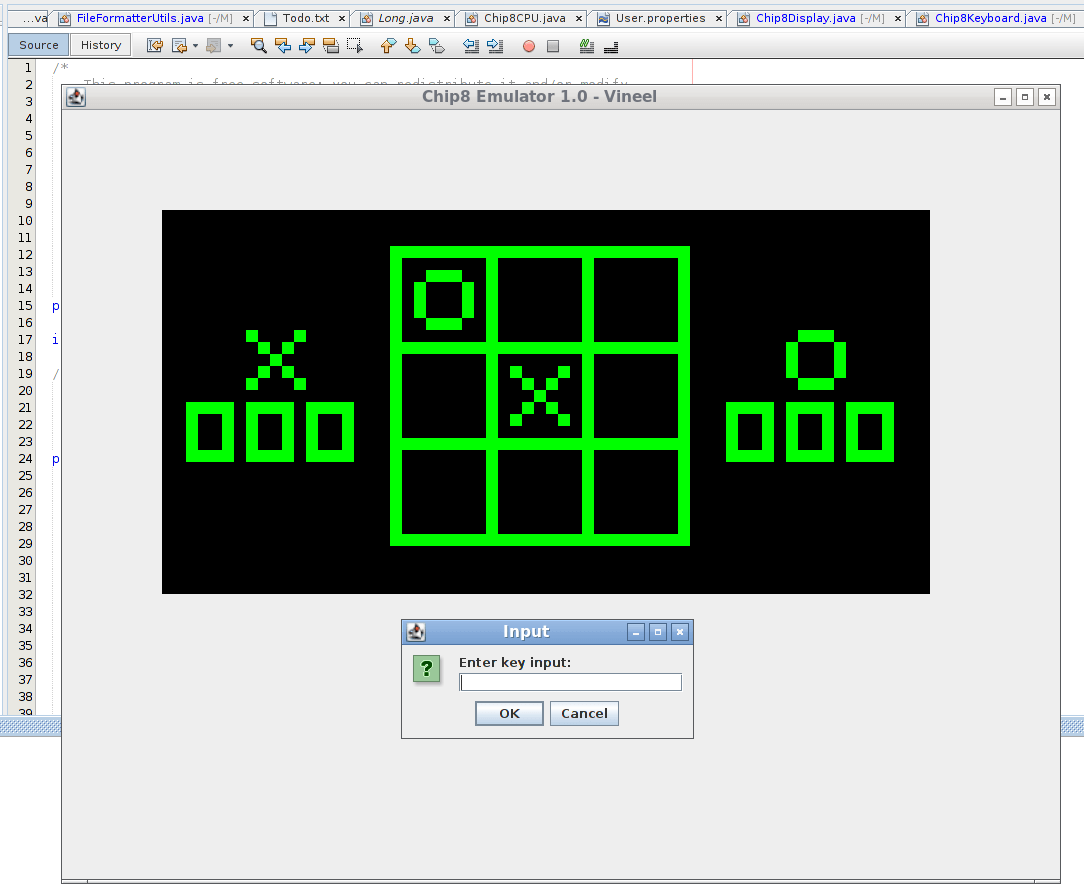 ...va FileFormatterUtils.java [-/M] Todo.txt Long.java Chip8CPU.java User.properties Chip8Display.java [-/M] Chip8Keyboard.java [-/M]
Source History
1 /*
2 This program is free software: you can redistribute it and/or modify
3
Chip8 Emulator 1.0 - Vineel
4
5
6
7
8
9
10
11
12
13
14
15 p
16
17 i
18
19 /
20
21
22
23
24 p
25
26
27
28
29
30
31
32
33
34
35
36
37
38
39
X
O
000
000
O
X
Input
?
Enter key input:
OK Cancel